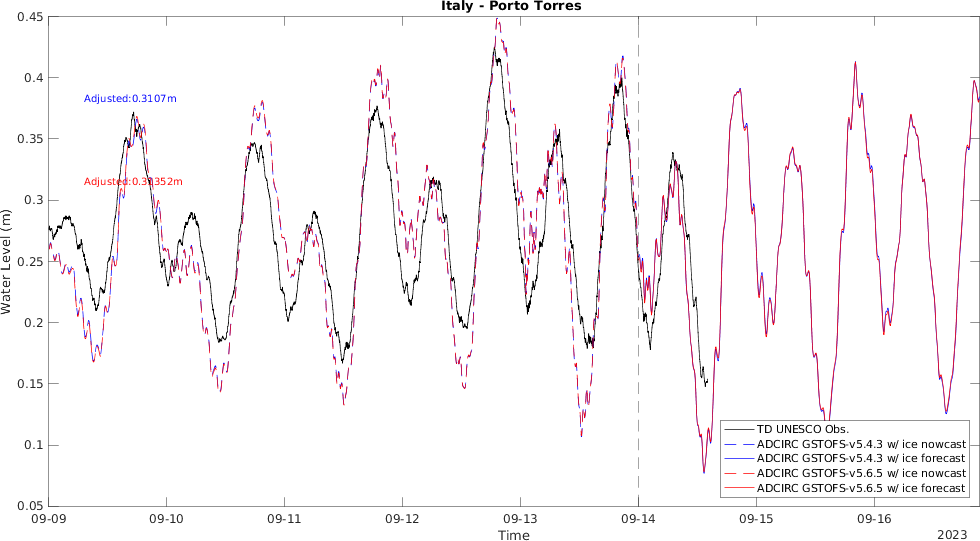 Italy - Porto Torres
Water Level (m)
0.45
0.4
0.35
0.3
0.25
0.2
0.15
0.1
0.05
Adjusted:0.3107m
09-09
09-10
09-11
09-12
09-13
09-14
09-15
09-16
Time
2023
TD UNESCO Obs.
ADCIRC GSTOFS-v5.4.3 w/ ice nowcast
ADCIRC GSTOFS-v5.4.3 w/ ice forecast
ADCIRC GSTOFS-v5.6.5 w/ ice nowcast
ADCIRC GSTOFS-v5.6.5 w/ ice forecast